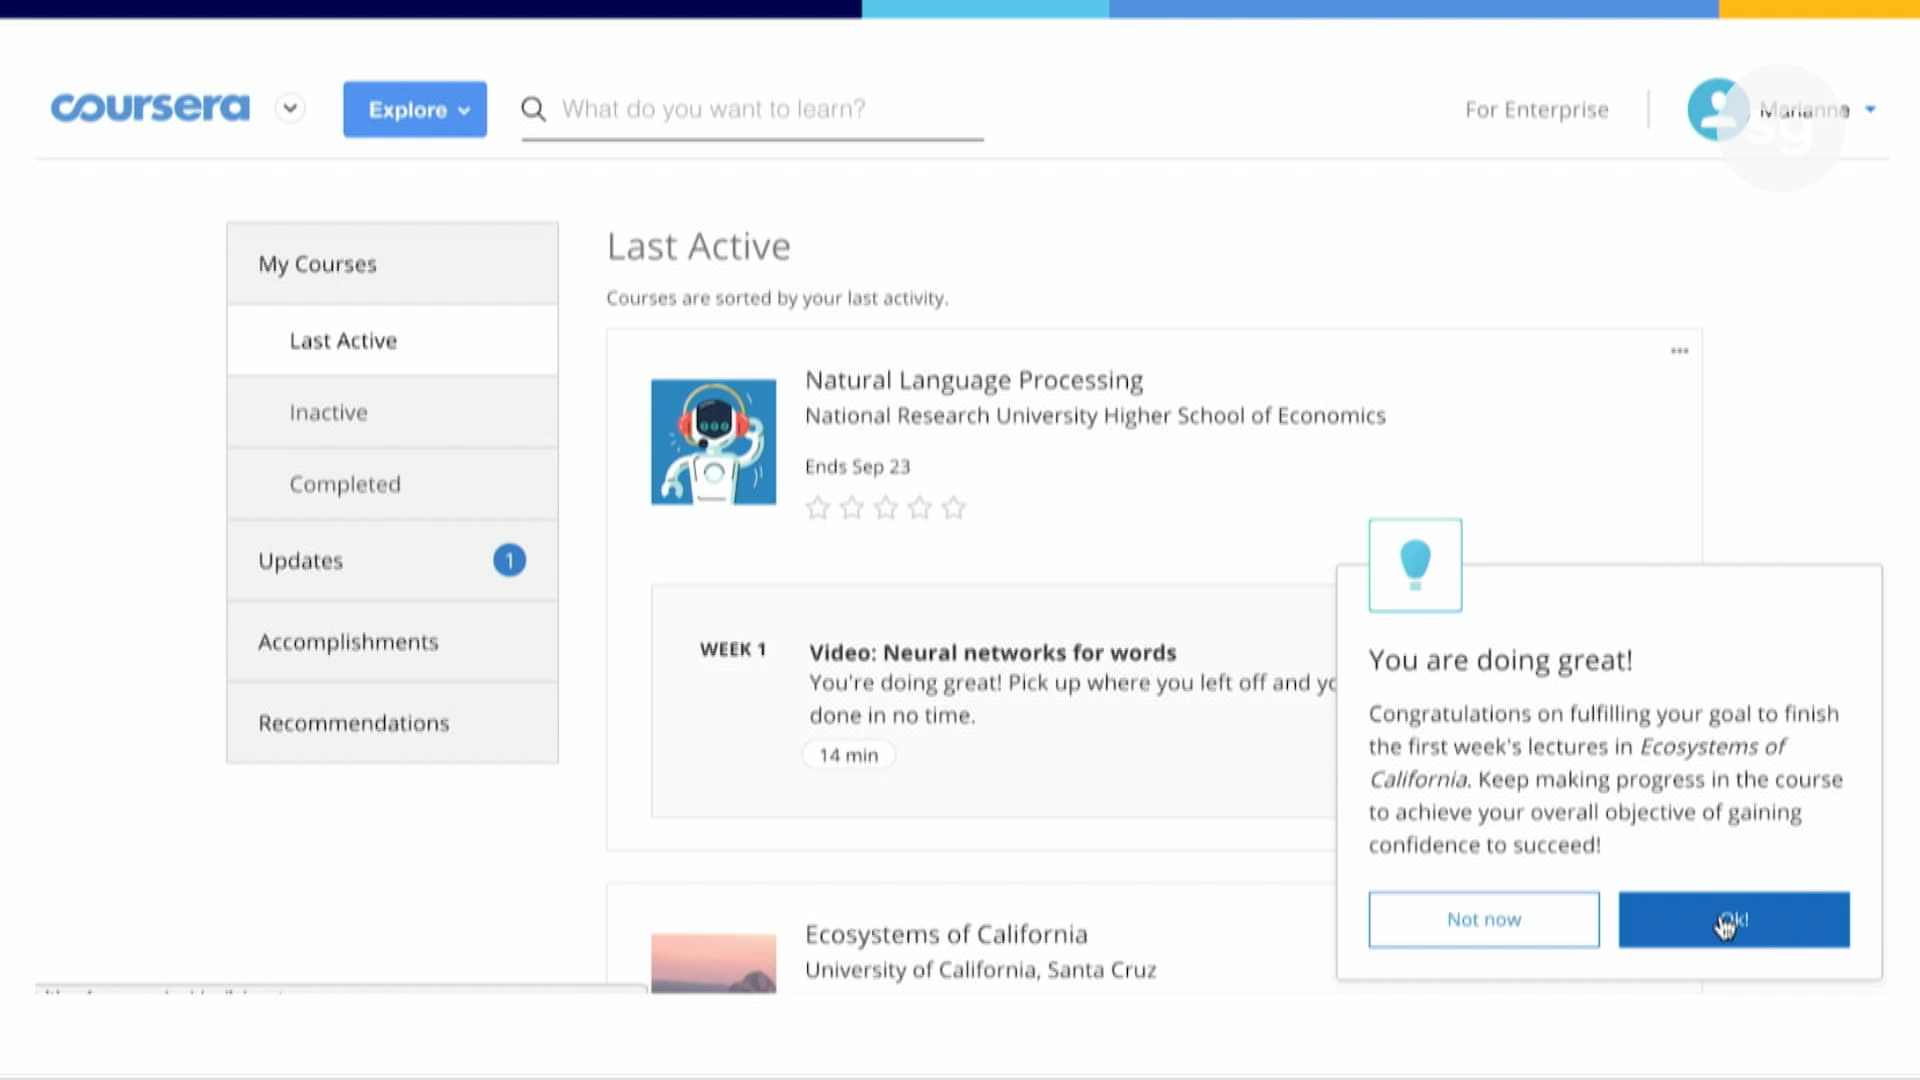 coursera
Explore
What do you want to learn?
For Enterprise
Marianne
sg
My Courses
Last Active
Inactive
Completed
Updates
1
Accomplishments
Recommendations
Last Active
Courses are sorted by your last activity.
Natural Language Processing
National Research University Higher School of Economics
Ends Sep 23
WEEK 1
Video: Neural networks for words
You're doing great! Pick up where you left off and yo
done in no time.
14 min
Ecosystems of California
University of California, Santa Cruz
You are doing great!
Congratulations on fulfilling your goal to finish
the first week's lectures in Ecosystems of
California. Keep making progress in the course
to achieve your overall objective of gaining
confidence to succeed!
Not now
Ok!